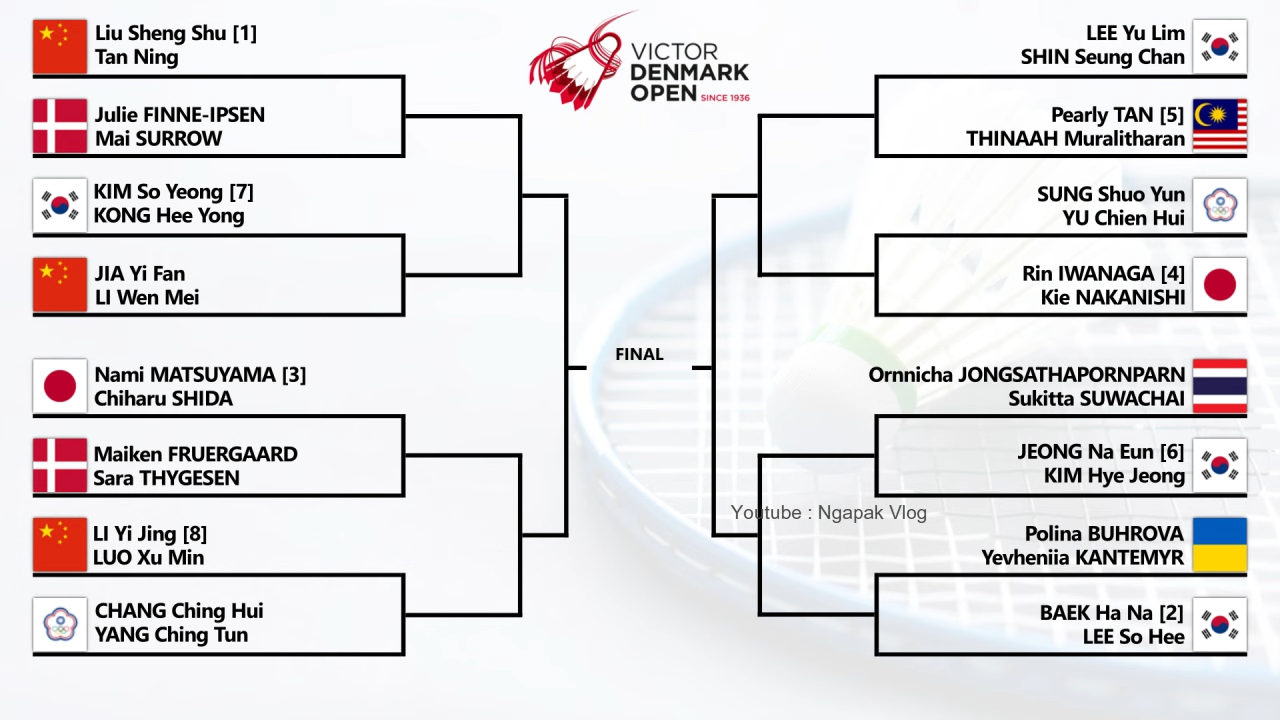 Liu Sheng Shu [1]
Tan Ning
Julie FINNE-IPSEN
Mai SURROW
KIM So Yeong [7]
KONG Hee Yong
JIA Yi Fan
LI Wen Mei
Nami MATSUYAMA [3]
Chiharu SHIDA
Maiken FRUERGAARD
Sara THYGESEN
LI Yi Jing [8]
LUO Xu Min
CHANG Ching Hui
YANG Ching Tun
VICTOR
DENMARK
OPEN SINCE 1936
FINAL
LEE Yu Lim
SHIN Seung Chan
Pearly TAN [5]
THINAAH Muralitharan
SUNG Shuo Yun
YU Chien Hui
Rin IWANAGA [4]
Kie NAKANISHI
Ornnicha JONGSATHAPORNPARN
Sukitta SUWACHAI
JEONG Na Eun [6]
KIM Hye Jeong
Youtube : Ngapak Vlog
Polina BUHROVA
Yevheniia KANTEMYR
BAEK Ha Na [2]
LEE So Hee